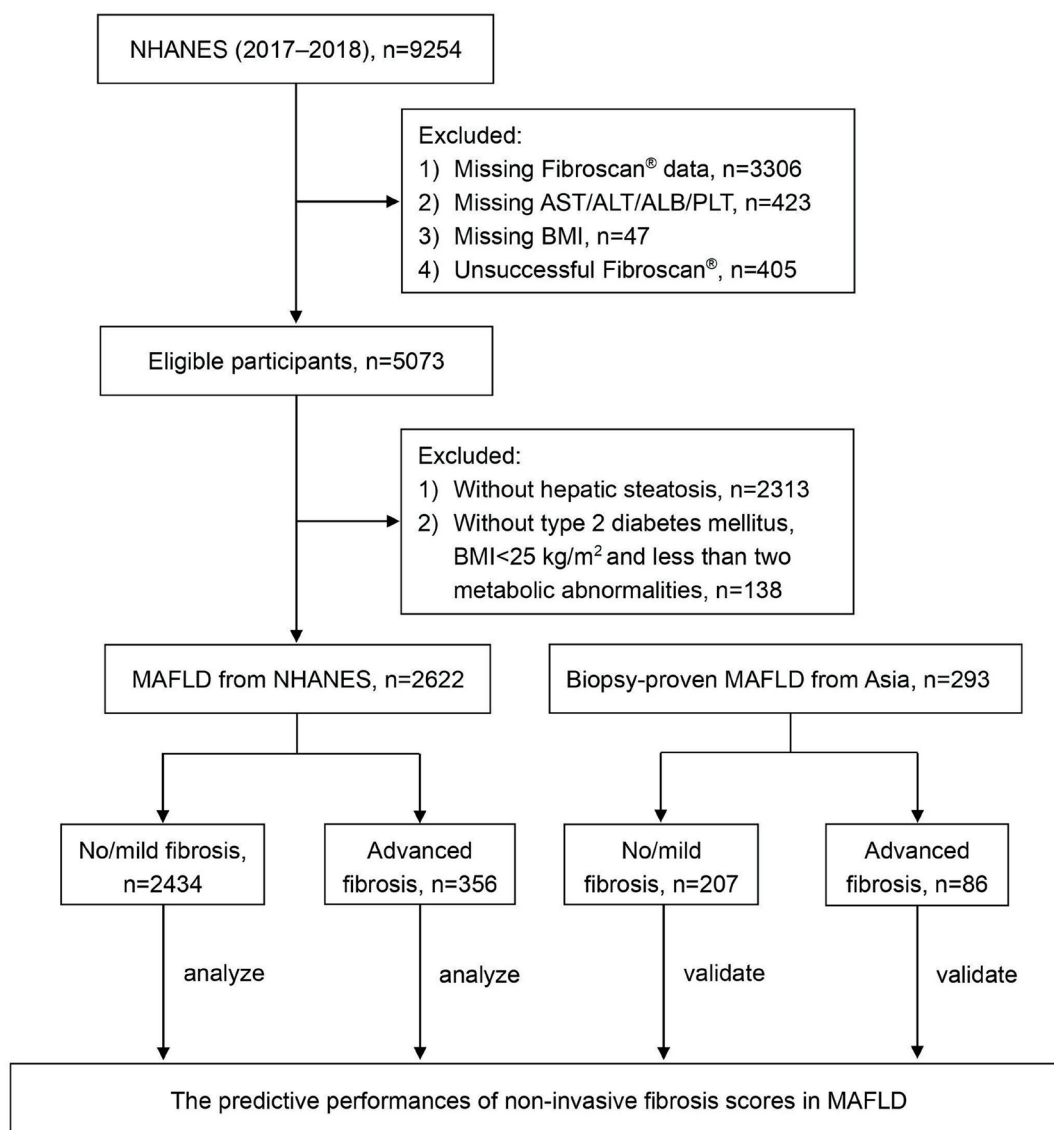 NHANES (2017–2018), n=9254
Excluded:
1) Missing Fibroscan® data, n=3306
2) Missing AST/ALT/ALB/PLT, n=423
3) Missing BMI, n=47
4) Unsuccessful Fibroscan®, n=405
Eligible participants, n=5073
Excluded:
1) Without hepatic steatosis, n=2313
2) Without type 2 diabetes mellitus,
BMI<25 kg/m² and less than two
metabolic abnormalities, n=138
MAFLD from NHANES, n=2622
Biopsy-proven MAFLD from Asia, n=293
No/mild fibrosis,
n=2434
Advanced
fibrosis, n=356
No/mild
fibrosis, n=207
Advanced
fibrosis, n=86
analyze
analyze
validate
validate
The predictive performances of non-invasive fibrosis scores in MAFLD